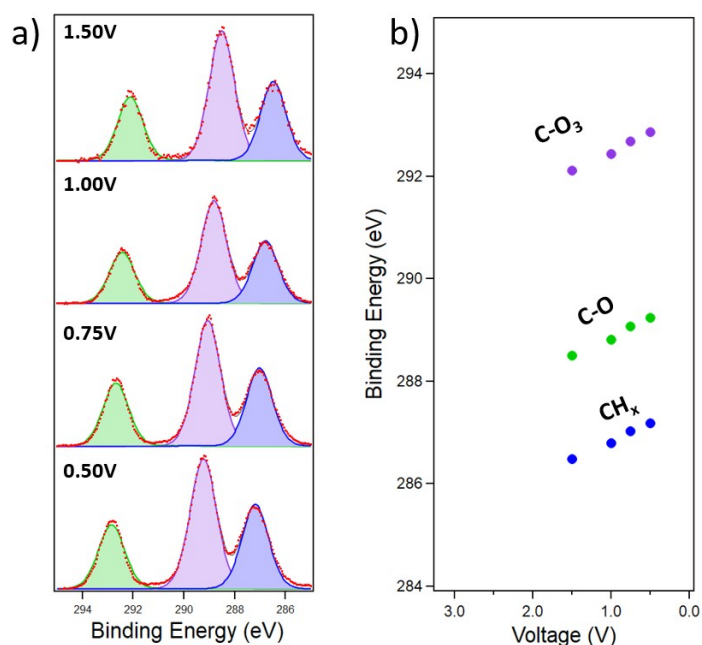 a)
1.50V
1.00V
0.75V
0.50V
294 292 290 288 286
Binding Energy (eV)
b)
Binding Energy (eV)
294
292
290
288
286
284
C-O₃
C-O
CHₓ
3.0 2.0 1.0 0.0
Voltage (V)